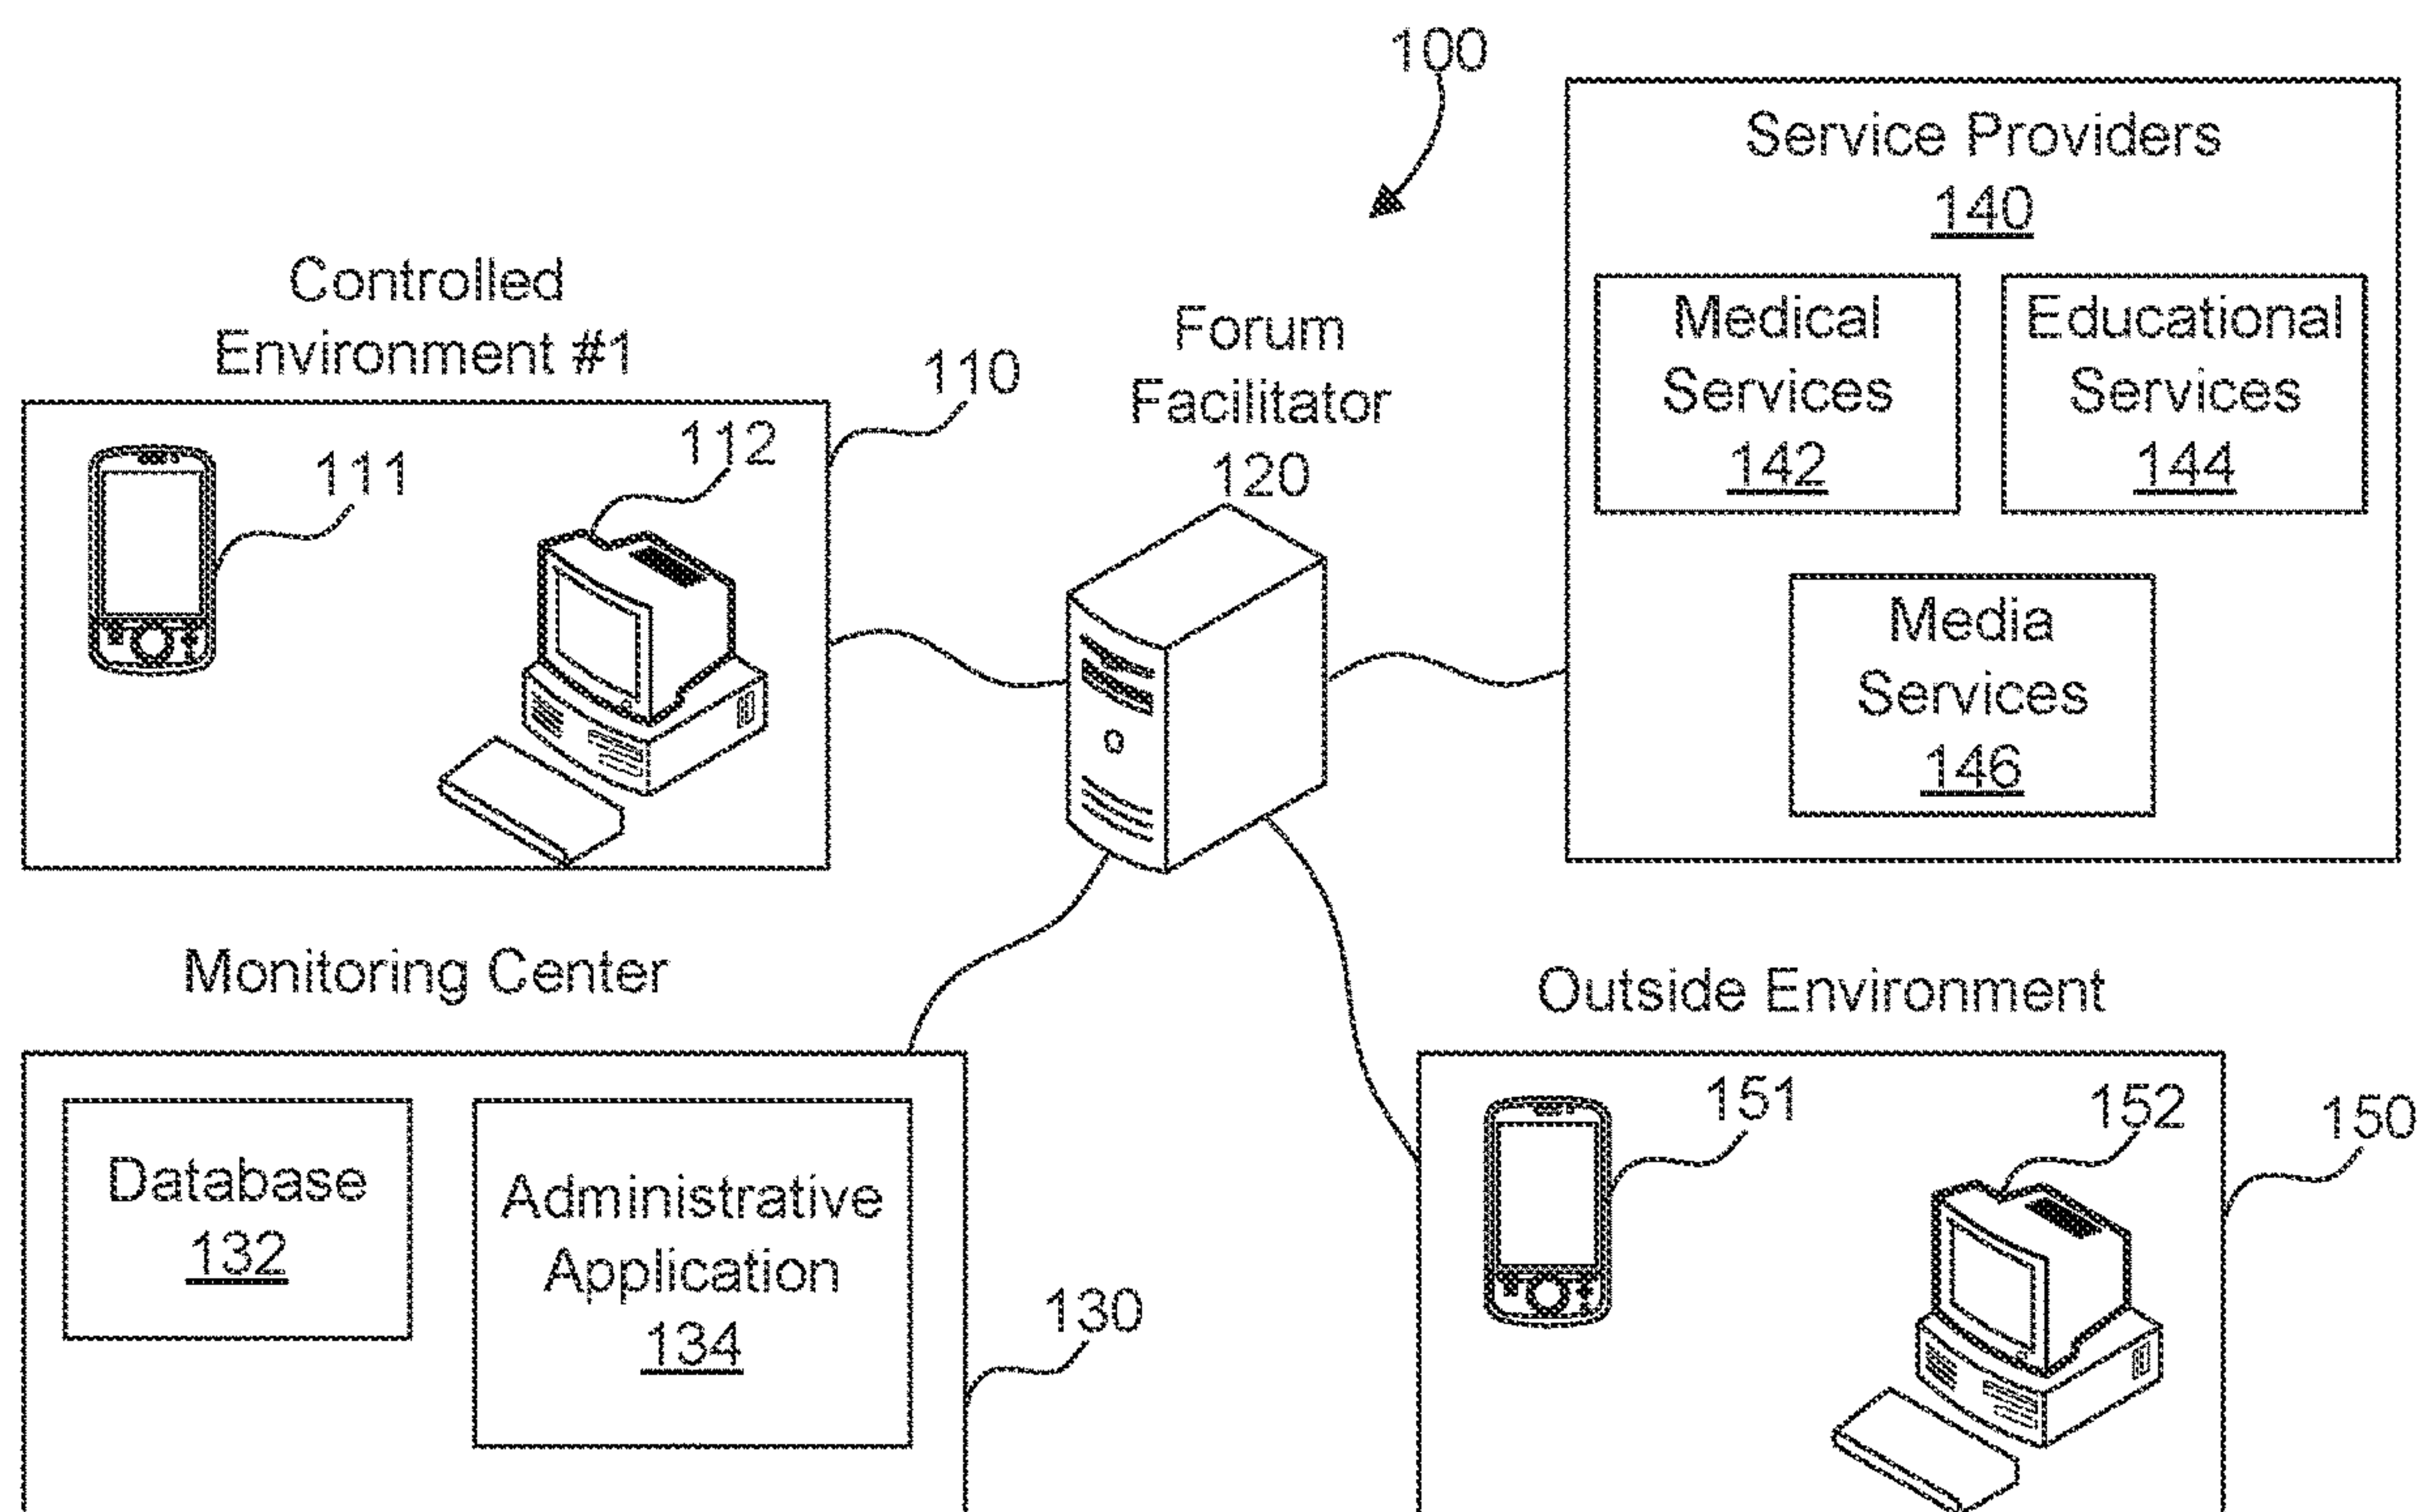 100
Service Providers
140
Medical
Services
142
Educational
Services
144
Media
Services
146
Controlled
Environment #1
110
111
112
Forum
Facilitator
120
Monitoring Center
Database
132
Administrative
Application
134
130
Outside Environment
151
152
150